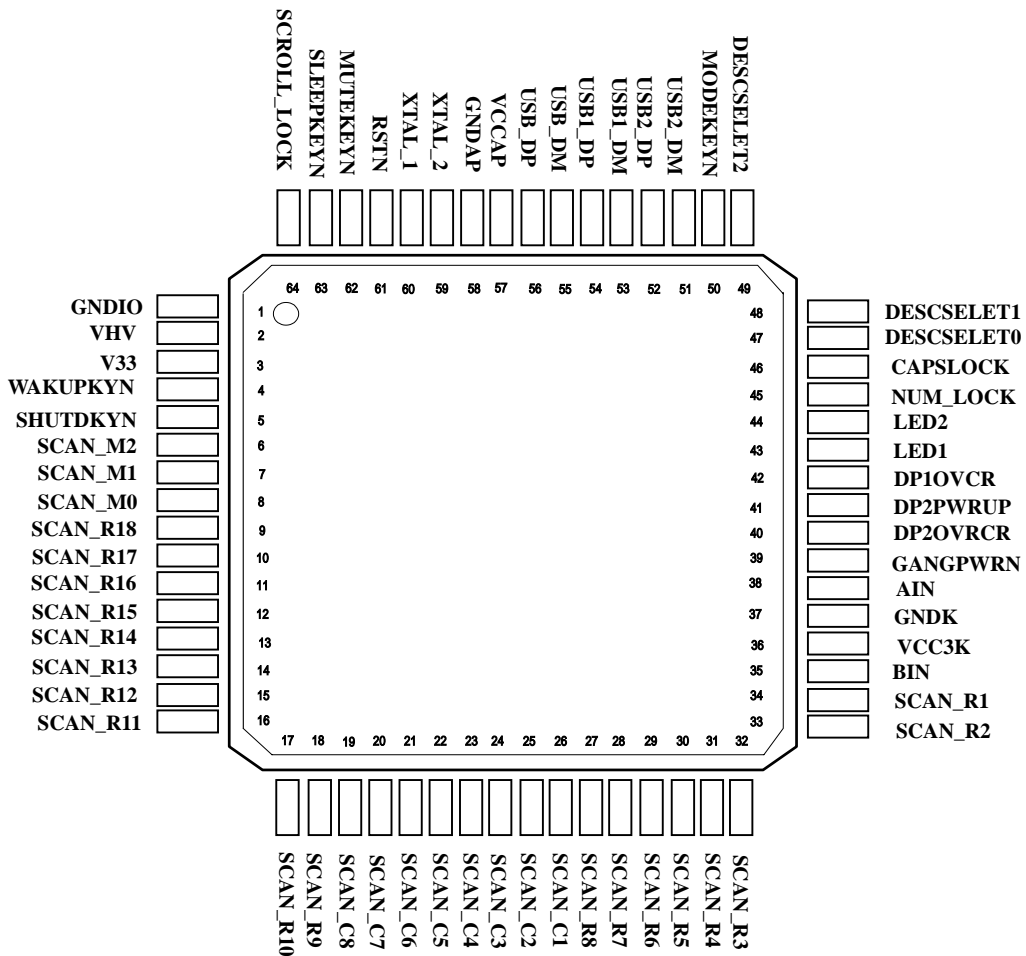 SCROLL_LOCK
SLEEPKEYN
MUTEKEYN
RSTN
XTAL_1
XTAL_2
GNDAP
VCCAP
USB_DP
USB_DM
USB1_DP
USB1_DM
USB2_DP
USB2_DM
MODEKEYN
DESCSELET2
64
63
62
61
60
59
58
57
56
55
54
53
52
51
50
49
GNDIO
1
VHV
2
V33
3
WAKUPKYN
4
SHUTDKYN
5
SCAN_M2
6
SCAN_M1
7
SCAN_M0
8
SCAN_R18
9
SCAN_R17
10
SCAN_R16
11
SCAN_R15
12
SCAN_R14
13
SCAN_R13
14
SCAN_R12
15
SCAN_R11
16
48
DESCSELET1
47
DESCSELET0
46
CAPSLOCK
45
NUM_LOCK
44
LED2
43
LED1
42
DP1OVCR
41
DP2PWRUP
40
DP2OVRCR
39
GANGPWRN
38
AIN
37
GNDK
36
VCC3K
35
BIN
34
SCAN_R1
33
SCAN_R2
17
18
19
20
21
22
23
24
25
26
27
28
29
30
31
32
SCAN_R10
SCAN_R9
SCAN_C8
SCAN_C7
SCAN_C6
SCAN_C5
SCAN_C4
SCAN_C3
SCAN_C2
SCAN_C1
SCAN_R8
SCAN_R7
SCAN_R6
SCAN_R5
SCAN_R4
SCAN_R3